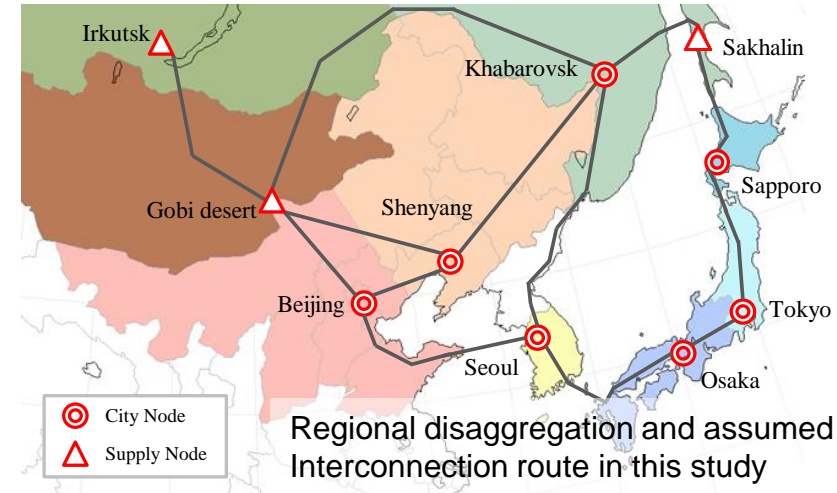 Irkutsk
Sakhalin
Khabarovsk
Sapporo
Gobi desert
Shenyang
Beijing
Tokyo
Seoul
Osaka
City Node
Supply Node
Regional disaggregation and assumed
Interconnection route in this study